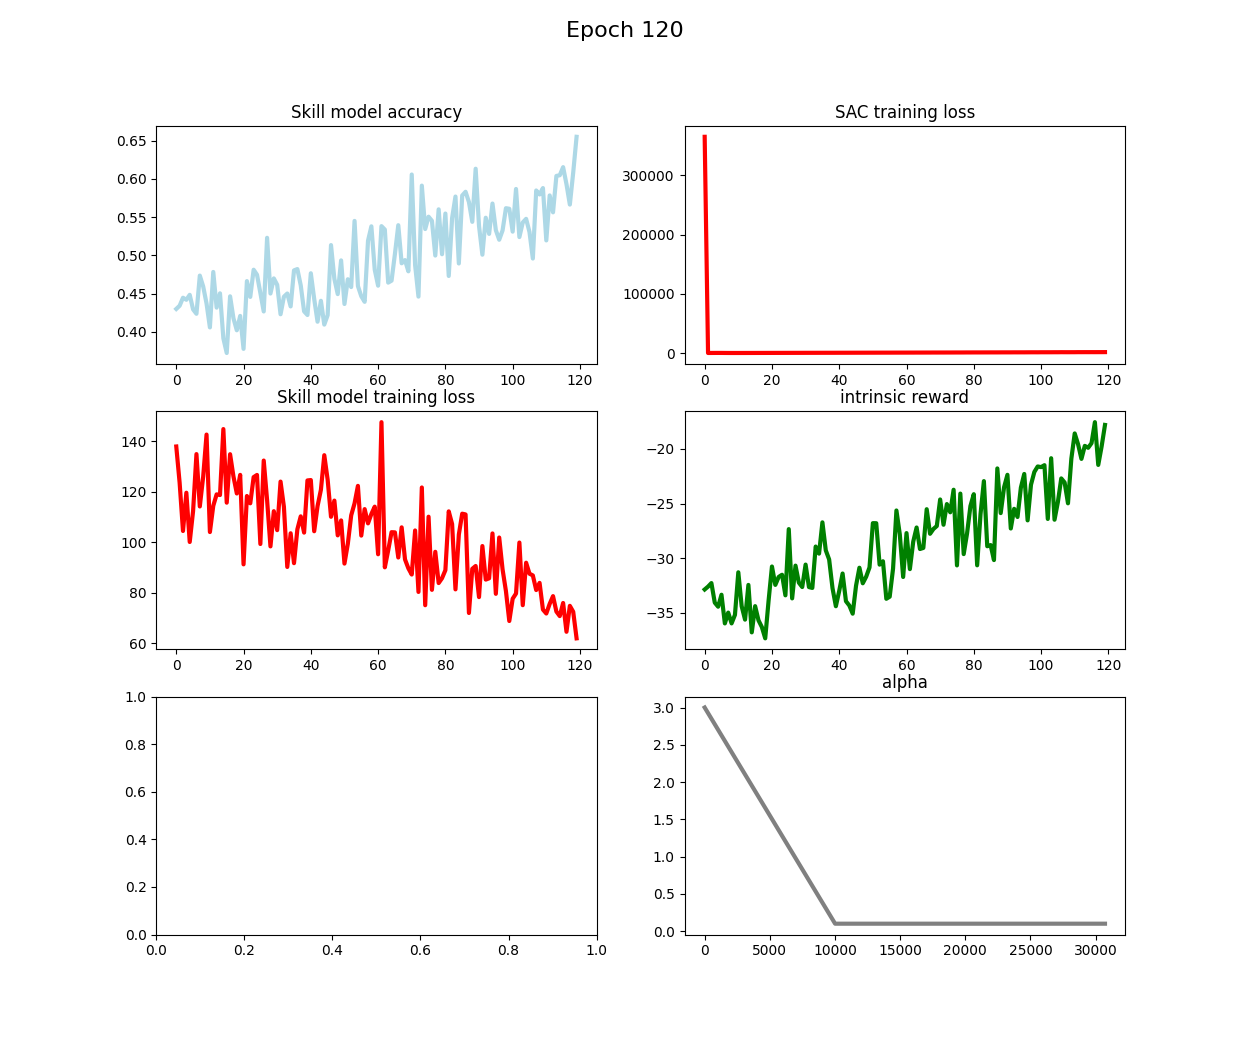 Epoch 120
Skill model accuracy
0.65
0.60
0.55
0.50
0.45
0.40
0 20 40 60 80 100 120
SAC training loss
300000
200000
100000
0
0 20 40 60 80 100 120
Skill model training loss
140
120
100
80
60
0 20 40 60 80 100 120
intrinsic reward
−20
−25
−30
−35
0 20 40 60 80 100 120
1.0
0.8
0.6
0.4
0.2
0.0
0.0 0.2 0.4 0.6 0.8 1.0
alpha
3.0
2.5
2.0
1.5
1.0
0.5
0.0
0 5000 10000 15000 20000 25000 30000